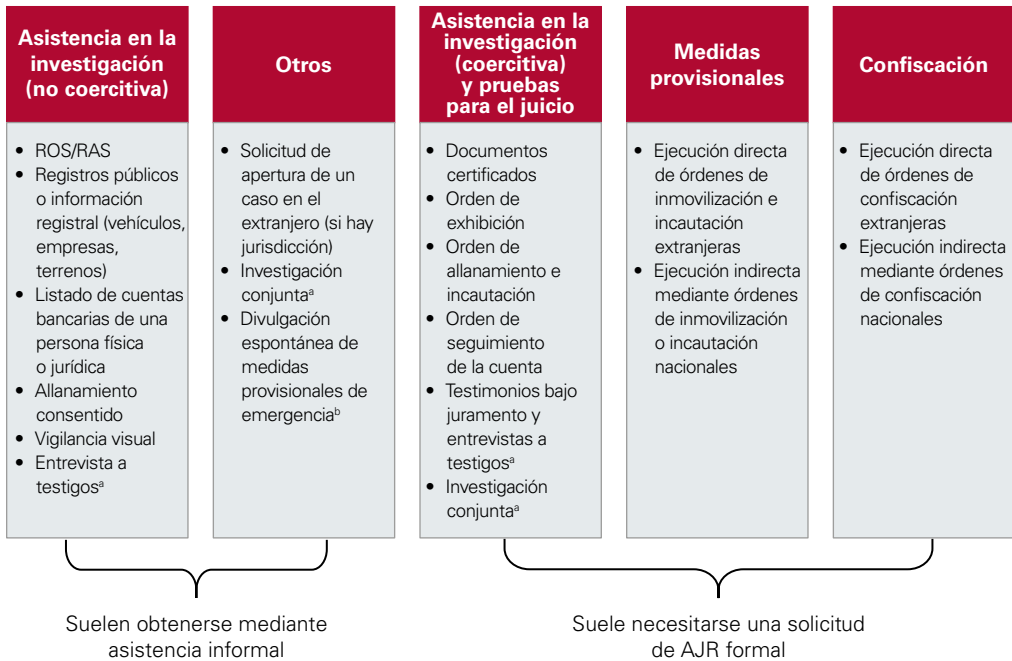 Asistencia en la
investigación
(no coercitiva)
• ROS/RAS
• Registros públicos
o información
registral (vehículos,
empresas,
terrenos)
• Listado de cuentas
bancarias de una
persona física
o jurídica
• Allanamiento
consentido
• Vigilancia visual
• Entrevista a
testigosᵃ
Otros
• Solicitud de
apertura de un
caso en el
extranjero (si hay
jurisdicción)
• Investigación
conjuntaᵃ
• Divulgación
espontánea de
medidas
provisionales de
emergenciaᵇ
Asistencia en la
investigación
(coercitiva)
y pruebas
para el juicio
• Documentos
certificados
• Orden de
exhibición
• Orden de
allanamiento e
incautación
• Orden de
seguimiento
de la cuenta
• Testimonios bajo
juramento y
entrevistas a
testigosᵃ
• Investigación
conjuntaᵃ
Medidas
provisionales
• Ejecución directa
de órdenes de
inmovilización e
incautación
extranjeras
• Ejecución indirecta
mediante órdenes
de inmovilización
o incautación
nacionales
Confiscación
• Ejecución directa
de órdenes de
confiscación
extranjeras
• Ejecución indirecta
mediante órdenes
de confiscación
nacionales
Suelen obtenerse mediante
asistencia informal
Suele necesitarse una solicitud
de AJR formal